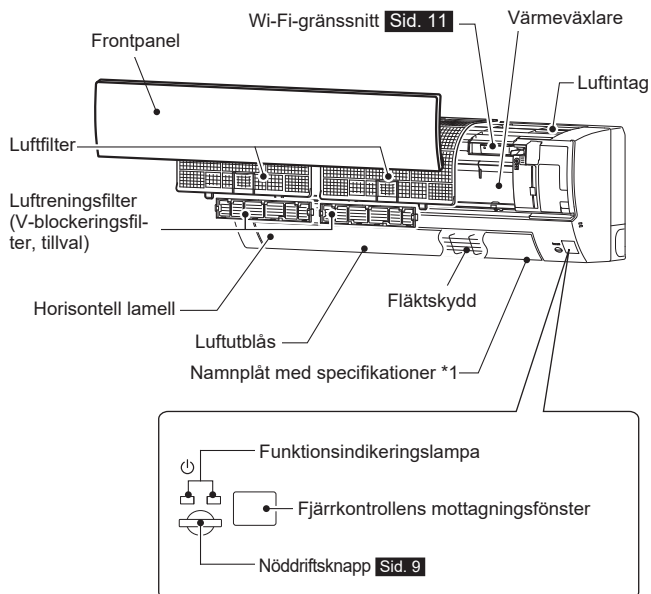 Wi-Fi-gränssnitt Sid. 11
Värmeväxlare
Frontpanel
Luftintag
Luftfilter
Luftreningsfilter
(V-blockeringsfil-
ter, tillval)
Horisontell lamell
Fläktskydd
Luftutblås
Namnplåt med specifikationer *1
Funktionsindikeringslampa
Fjärrkontrollens mottagningsfönster
Nöddriftsknapp Sid. 9